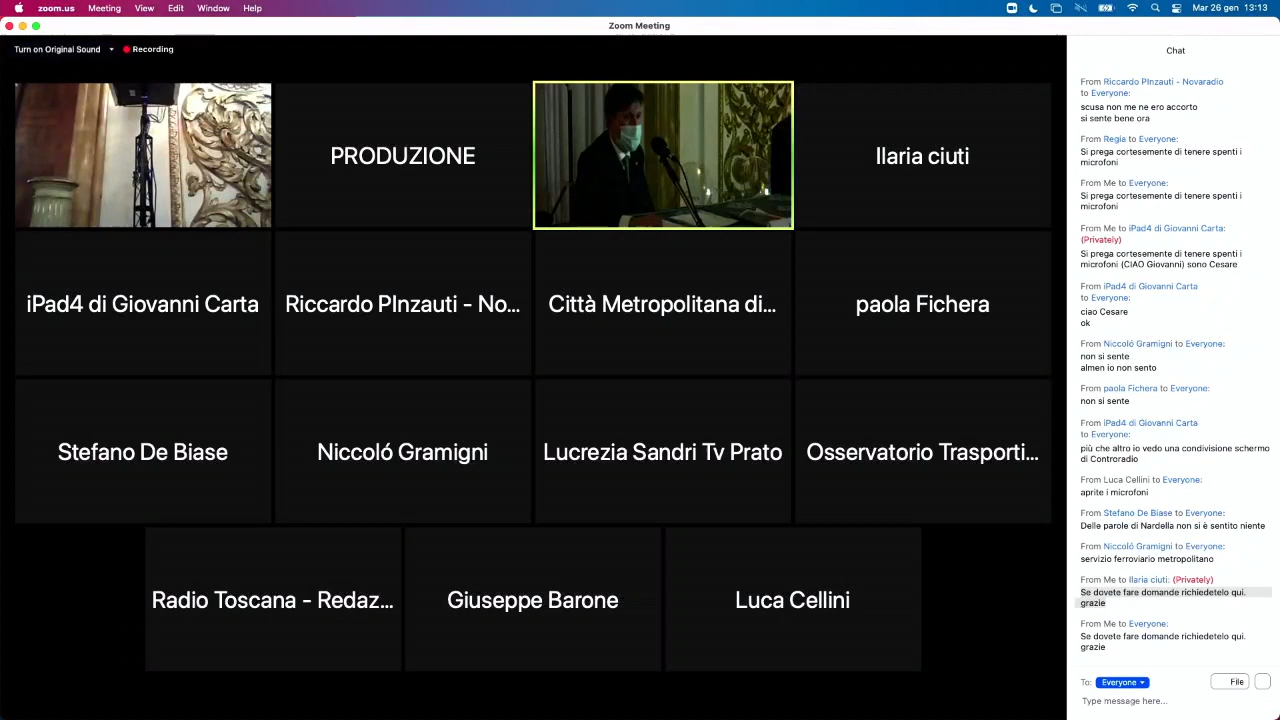 zoom.us Meeting View Edit Window Help Mar 26 gen 13:13
Zoom Meeting
Turn on Original Sound Recording
PRODUZIONE
Ilaria ciuti
iPad4 di Giovanni Carta
Riccardo PInzauti - No...
Città Metropolitana di...
paola Fichera
Stefano De Biase
Niccoló Gramigni
Lucrezia Sandri Tv Prato
Osservatorio Trasporti...
Radio Toscana - Redaz...
Giuseppe Barone
Luca Cellini
Chat
From Riccardo PInzauti - Novaradio
to Everyone:
scusa non me ne ero accorto
si sente bene ora
From Regia to Everyone:
Si prega cortesemente di tenere spenti i
microfoni
From Me to Everyone:
Si prega cortesemente di tenere spenti i
microfoni
From Me to iPad4 di Giovanni Carta:
(Privately)
Si prega cortesemente di tenere spenti i
microfoni (CIAO Giovanni) sono Cesare
From iPad4 di Giovanni Carta
to Everyone:
ciao Cesare
ok
From Niccoló Gramigni to Everyone:
non si sente
almen io non sento
From paola Fichera to Everyone:
non si sente
From iPad4 di Giovanni Carta
to Everyone:
più che altro io vedo una condivisione schermo
di Controradio
From Luca Cellini to Everyone:
aprite i microfoni
From Stefano De Biase to Everyone:
Delle parole di Nardella non si è sentito niente
From Niccoló Gramigni to Everyone:
servizio ferroviario metropolitano
From Me to Ilaria ciuti: (Privately)
Se dovete fare domande richiedetelo qui.
grazie
From Me to Everyone:
Se dovete fare domande richiedetelo qui.
grazie
To: Everyone File
Type message here...